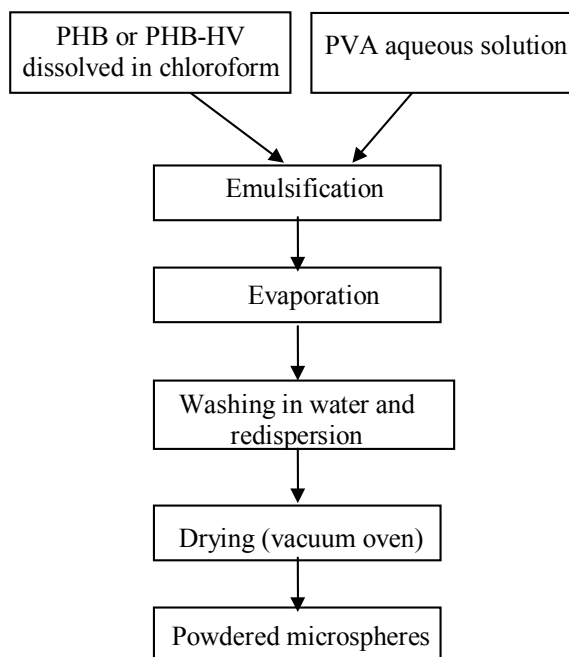 PHB or PHB-HV
dissolved in chloroform
PVA aqueous solution
Emulsification
Evaporation
Washing in water and
redispersion
Drying (vacuum oven)
Powdered microspheres